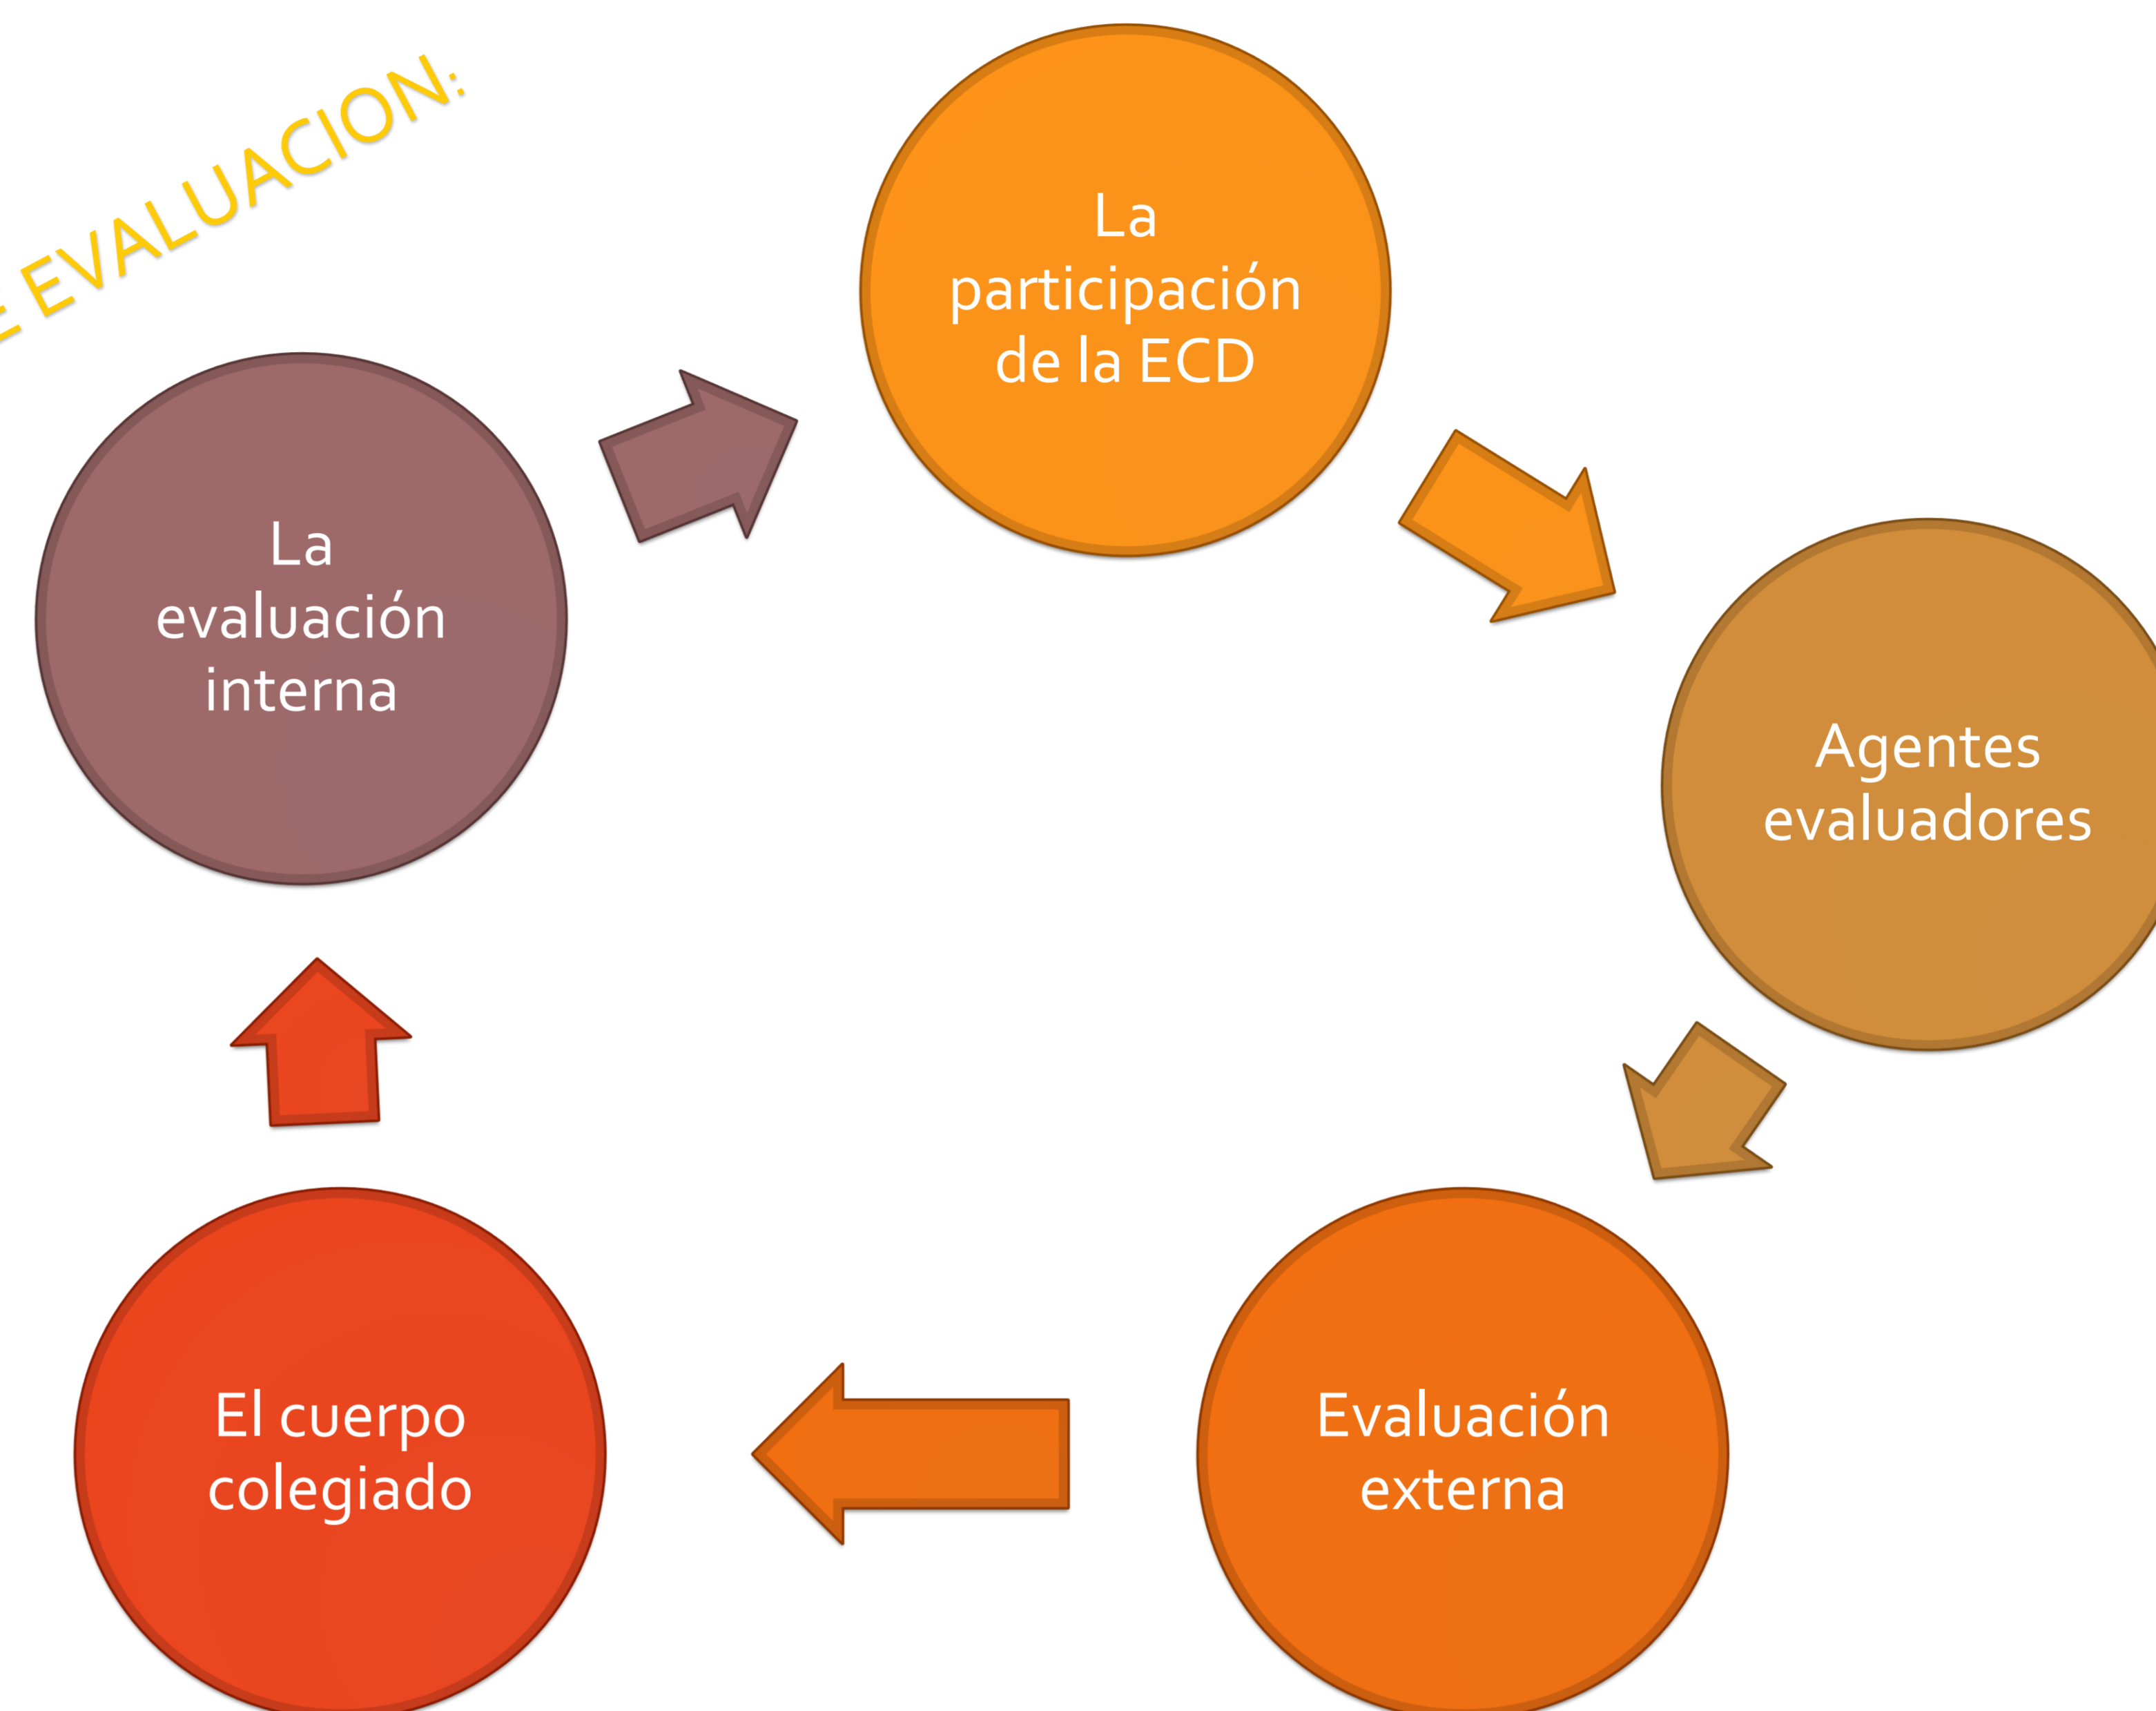 EVALUACION:
La
participación
de la ECD
Agentes
evaluadores
Evaluación
externa
El cuerpo
colegiado
La
evaluación
interna